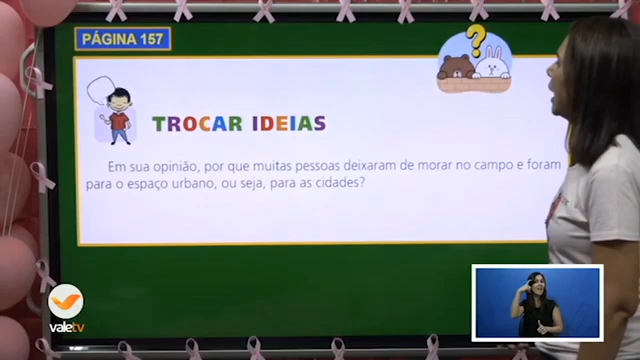 PÁGINA 157
TROCAR IDEIAS
Em sua opinião, por que muitas pessoas deixaram de morar no campo e foram
para o espaço urbano, ou seja, para as cidades?
valetv